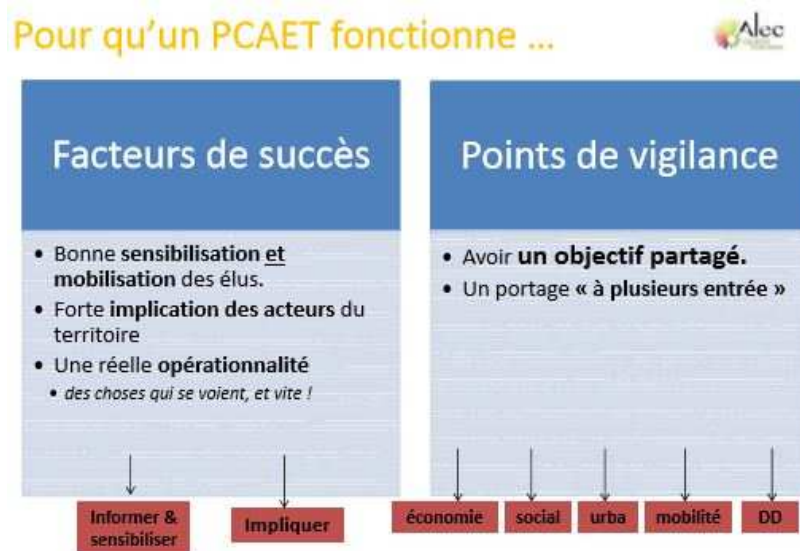 Pour qu'un PCAET fonctionne ...
Alec
Facteurs de succès
• Bonne sensibilisation et
mobilisation des élus.
• Forte implication des acteurs du
territoire
• Une réelle opérationnalité
• des choses qui se voient, et vite !
Informer &
sensibiliser
Impliquer
Points de vigilance
• Avoir un objectif partagé.
• Un portage « à plusieurs entrée »
économie
social
urba
mobilité
DD